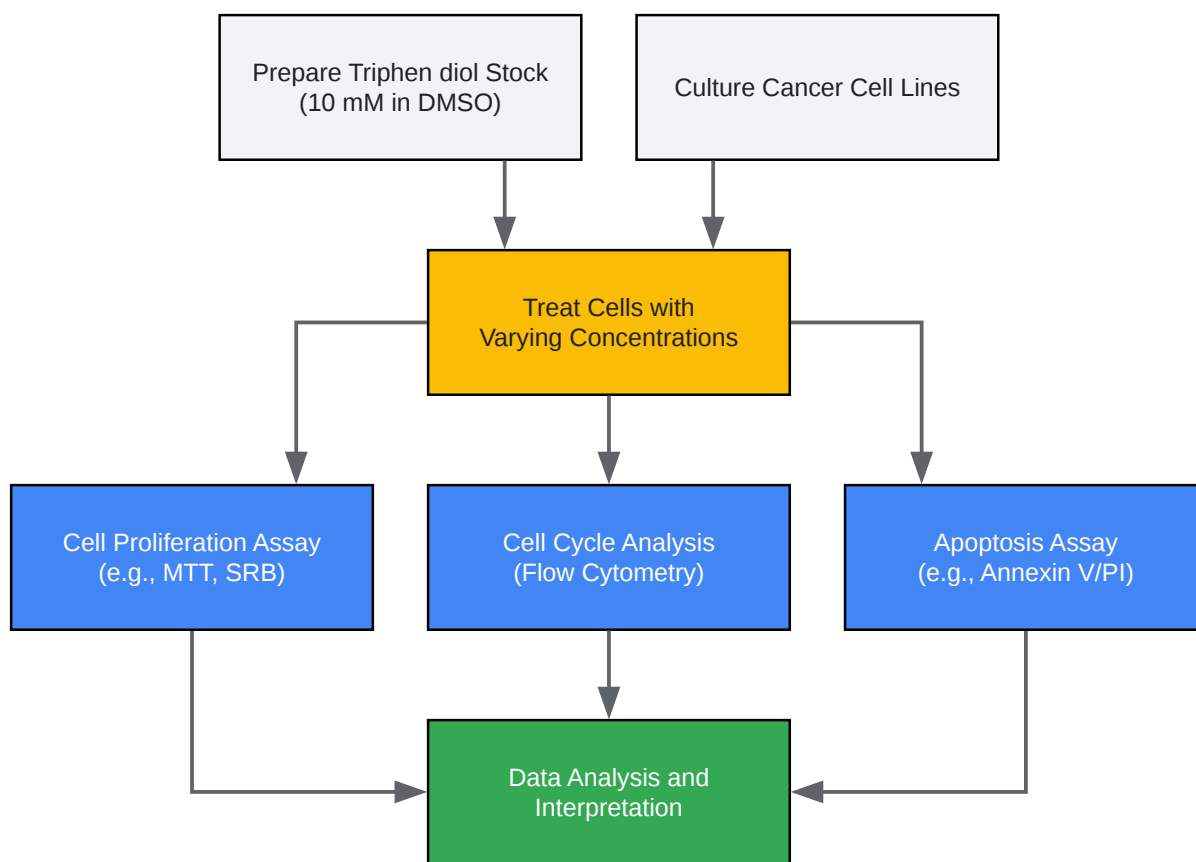 Prepare Triphen diol Stock
(10 mM in DMSO)
Culture Cancer Cell Lines
Treat Cells with
Varying Concentrations
Cell Proliferation Assay
(e.g., MTT, SRB)
Cell Cycle Analysis
(Flow Cytometry)
Apoptosis Assay
(e.g., Annexin V/PI)
Data Analysis and
Interpretation